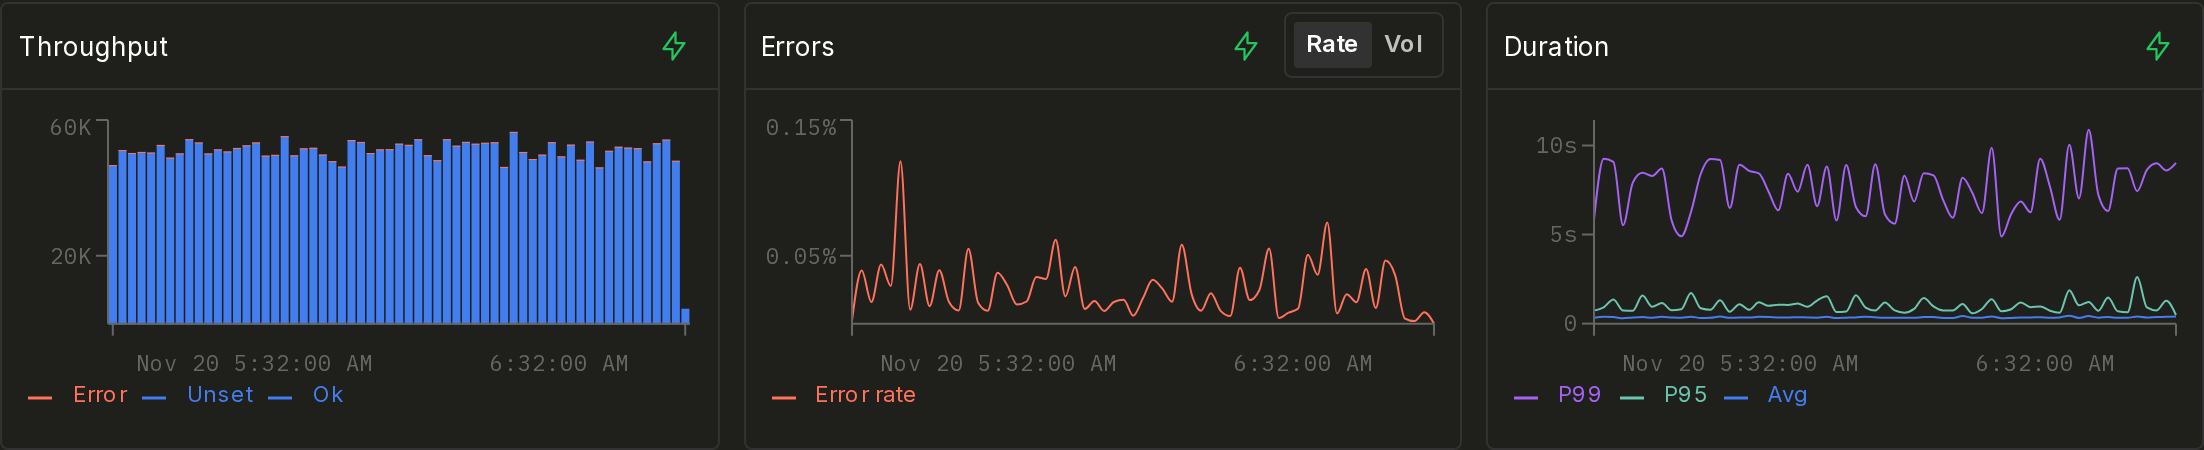 Throughput
60K
20K
Nov 20 5:32:00 AM
6:32:00 AM
Error
Unset
Ok
Errors
Rate
Vol
0.15%
0.05%
Nov 20 5:32:00 AM
6:32:00 AM
Error rate
Duration
10s
5s
0
Nov 20 5:32:00 AM
6:32:00 AM
P99
P95
Avg